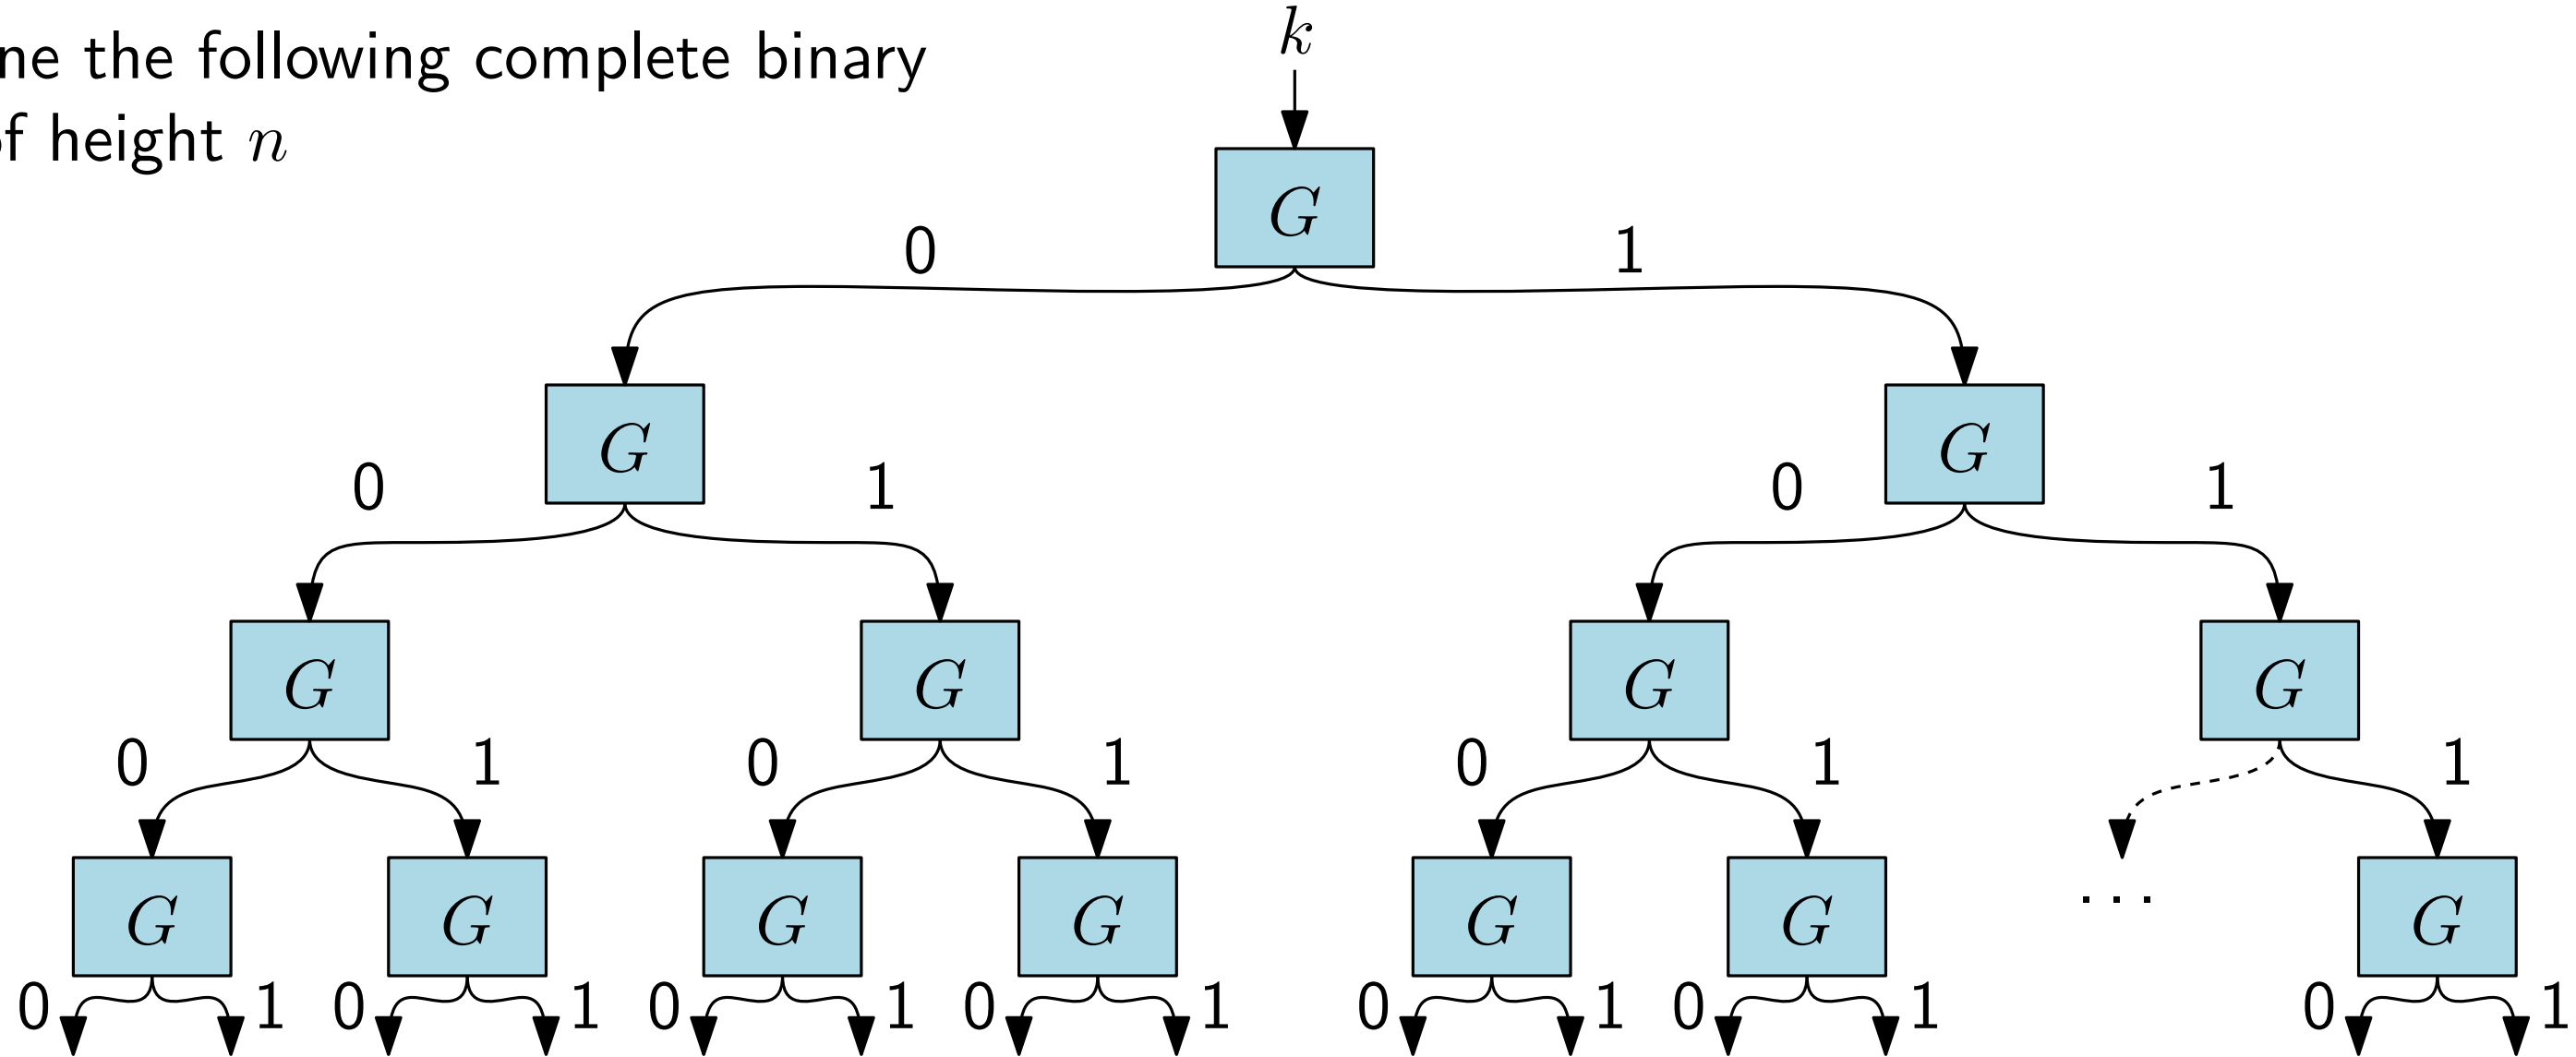 ne the following complete binary
f height n
k
G
0 1
G G
0 1 0 1
G G G G
0 1 0 1 0 1 1
G G G G G G ... G
0 1 0 1 0 1 0 1 0 1 0 1 0 1